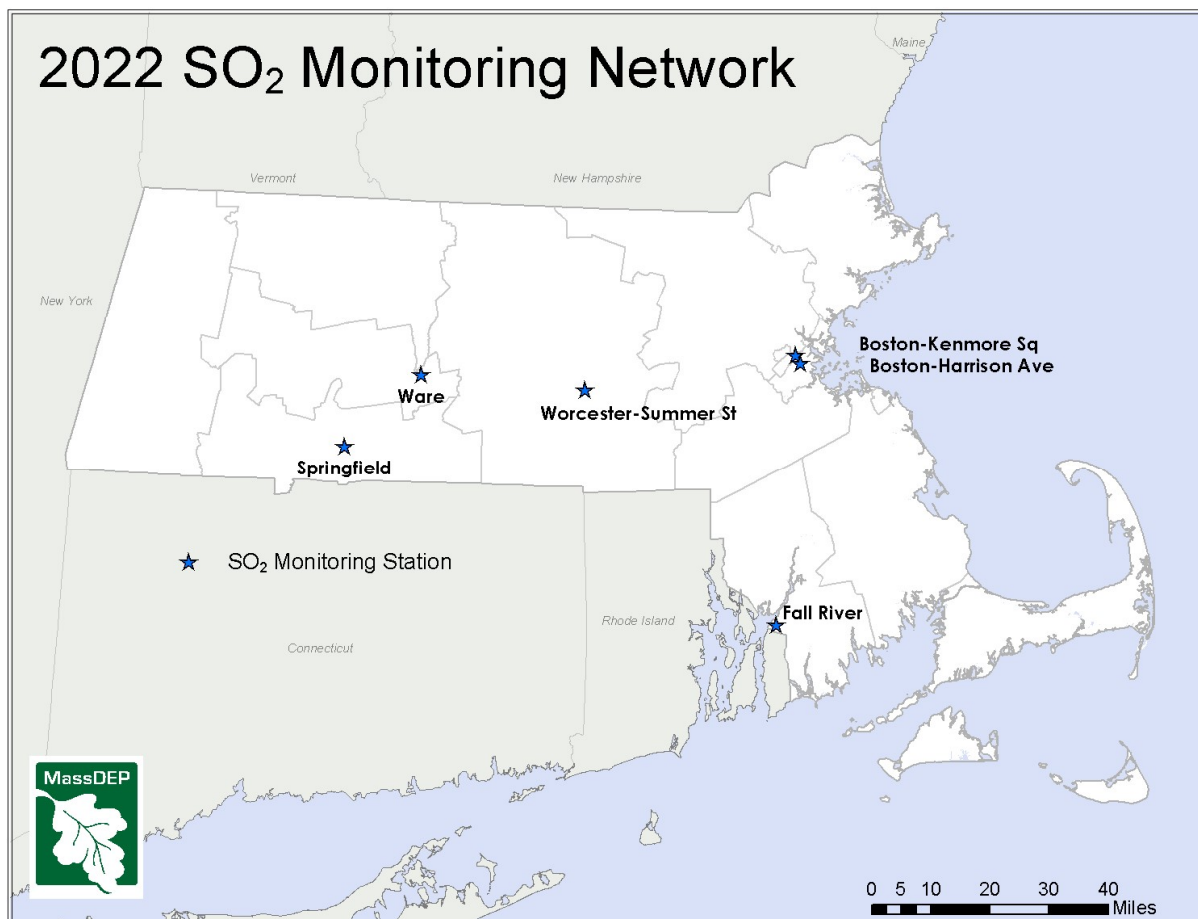 2022 SO₂ Monitoring Network
Maine
Vermont
New Hampshire
New York
Boston-Kenmore Sq
Boston-Harrison Ave
Ware
Worcester-Summer St
Springfield
SO₂ Monitoring Station
Fall River
Rhode Island
Connecticut
MassDEP
0 5 10 20 30 40
Miles